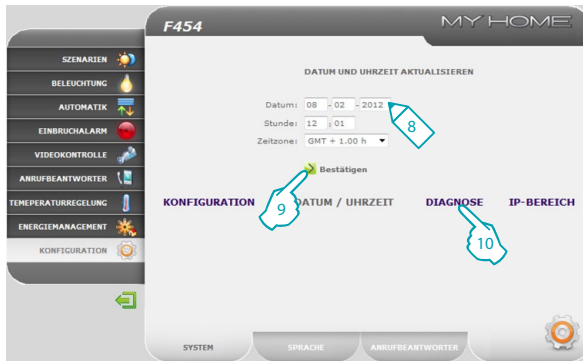 F454
MY HOME
SZENARIEN
BELEUCHTUNG
AUTOMATIK
EINBRUCHALARM
VIDEOKONTROLLE
ANRUFBEANTWORTER
TEMEPERATURREGELUNG
ENERGIEMANAGEMENT
KONFIGURATION
DATUM UND UHRZEIT AKTUALISIEREN
Datum: 08 - 02 - 2012
Stunde: 12 : 01
Zeitzone: GMT + 1.00 h
8
Bestätigen
9
KONFIGURATION DATUM / UHRZEIT DIAGNOSE IP-BEREICH
10
SYSTEM SPRACHE ANRUFBEANTWORTER